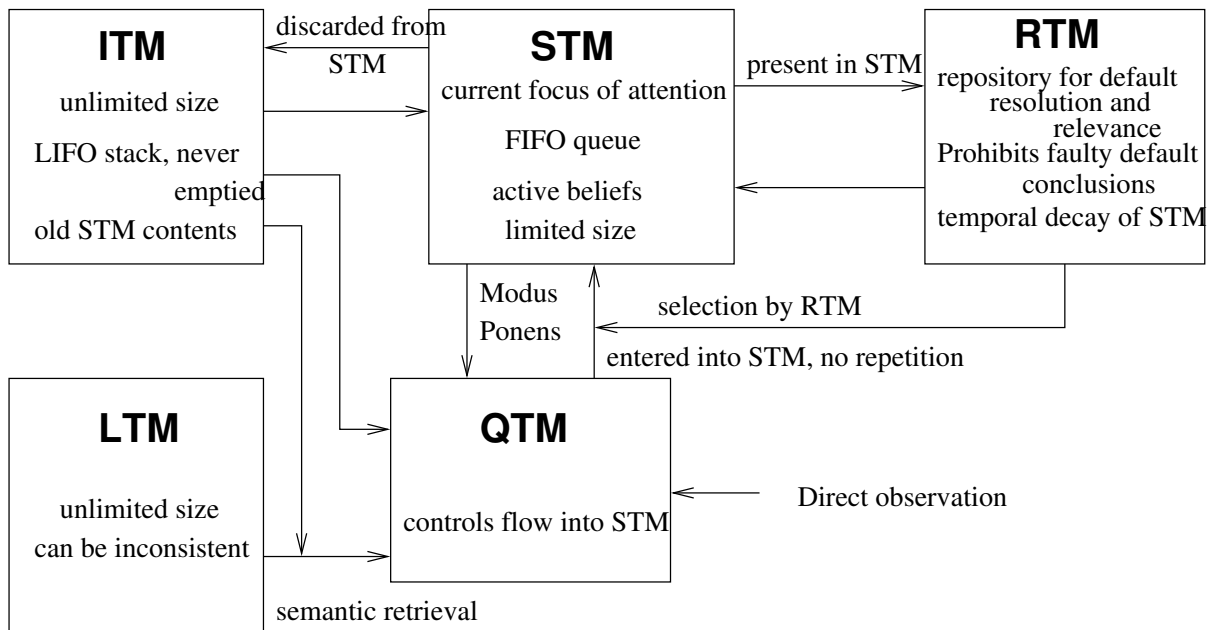 ITM
unlimited size
LIFO stack, never
emptied
old STM contents
discarded from
STM
STM
current focus of attention
FIFO queue
active beliefs
limited size
present in STM
RTM
repository for default
resolution and
relevance
Prohibits faulty default
conclusions
temporal decay of STM
Modus
Ponens
selection by RTM
entered into STM, no repetition
LTM
unlimited size
can be inconsistent
semantic retrieval
QTM
controls flow into STM
Direct observation